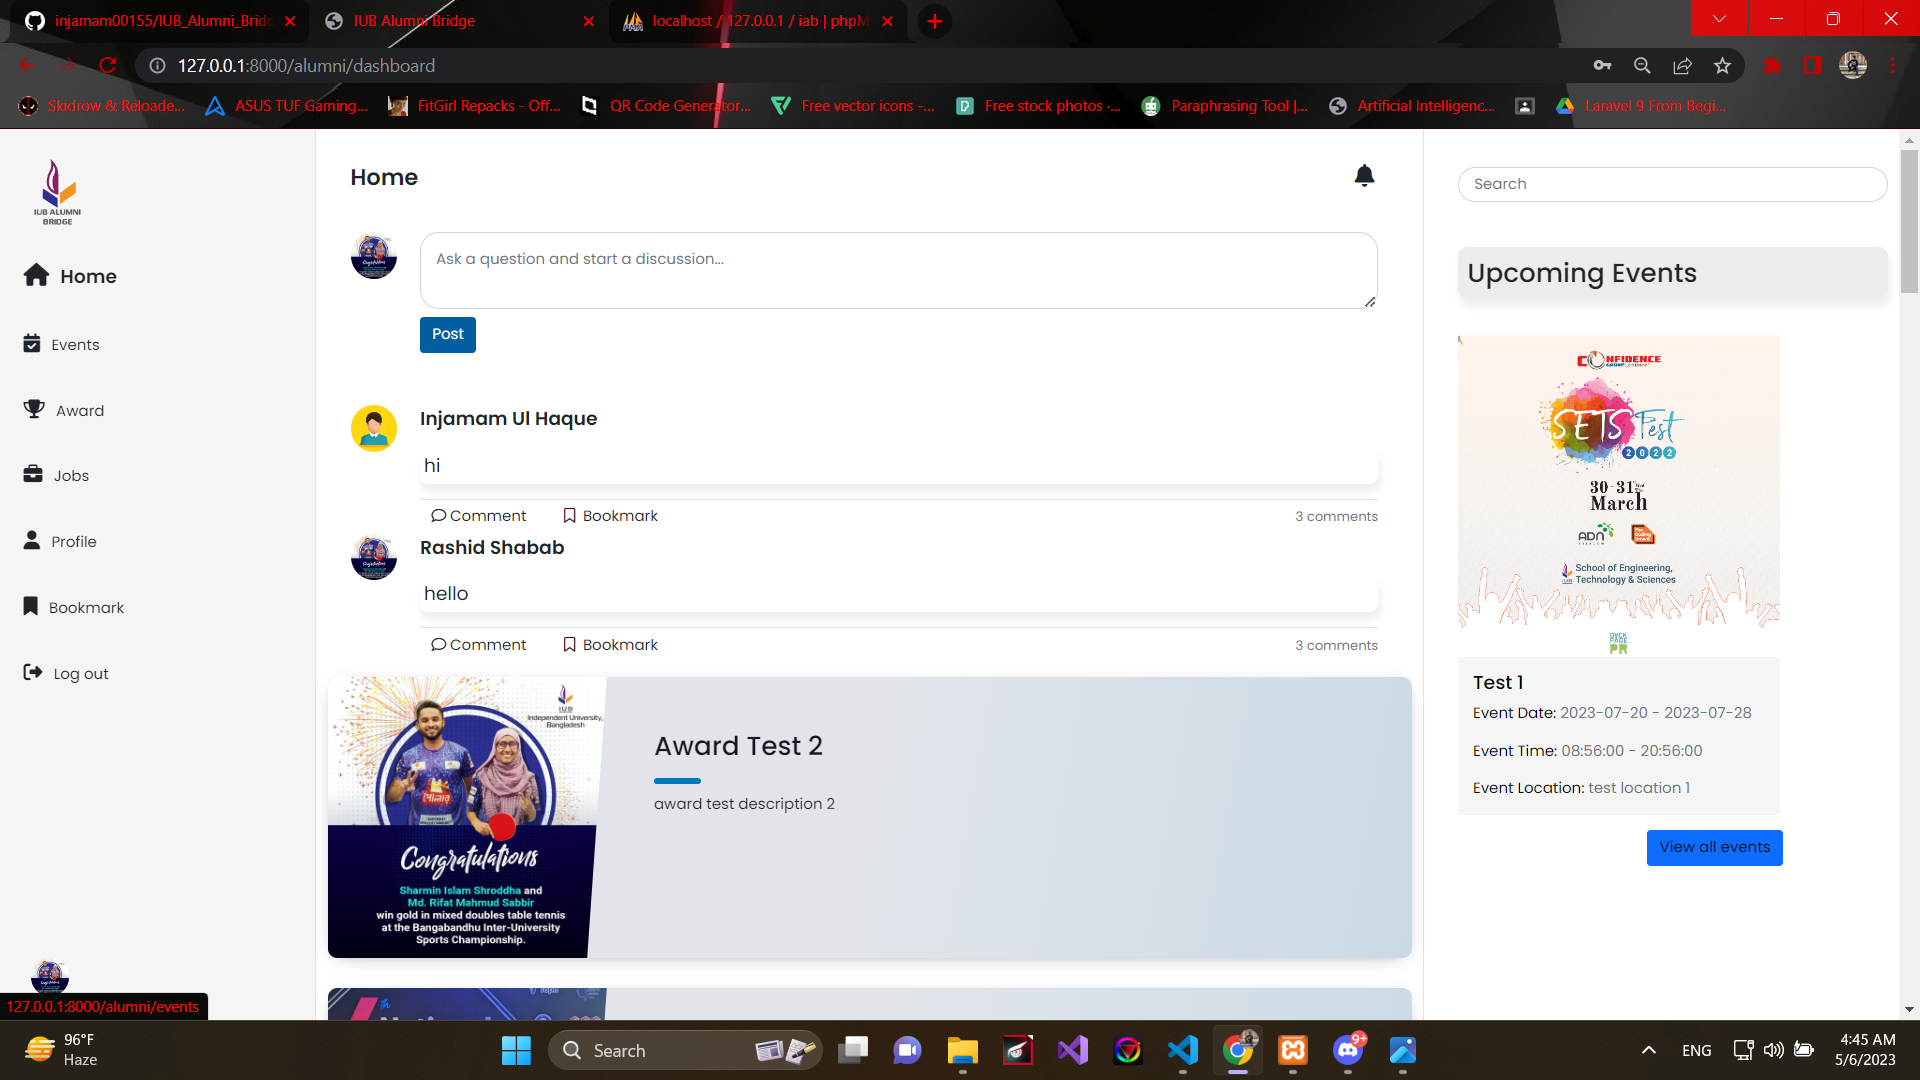 injamam00155/IUB_Alumni_Bridg
IUB Alumni Bridge
localhost / 127.0.0.1 / iab | phpM
127.0.0.1:8000/alumni/dashboard
Skidrow & Reloade...
ASUS TUF Gaming...
FitGirl Repacks - Off...
QR Code Generator...
Free vector icons -...
Free stock photos ·...
Paraphrasing Tool |...
Artificial Intelligenc...
Laravel 9 From Begi...
IUB ALUMNI
BRIDGE
Home
Events
Award
Jobs
Profile
Bookmark
Log out
127.0.0.1:8000/alumni/events
Home
Ask a question and start a discussion...
Post
Injamam Ul Haque
hi
Comment
Bookmark
3 comments
Rashid Shabab
hello
Comment
Bookmark
3 comments
IUB
Independent University,
Bangladesh
Congratulations
Sharmin Islam Shroddha and
Md. Rifat Mahmud Sabbir
win gold in mixed doubles table tennis
at the Bangabandhu Inter-University
Sports Championship.
Award Test 2
award test description 2
Search
Upcoming Events
CONFIDENCE
GROUP
SETS Fest
2022
30-31
March
ADN
School of Engineering,
Technology & Sciences
BACK
PAGE
PR
Test 1
Event Date: 2023-07-20 - 2023-07-28
Event Time: 08:56:00 - 20:56:00
Event Location: test location 1
View all events
96°F
Haze
Search
9+
ENG
4:45 AM
5/6/2023